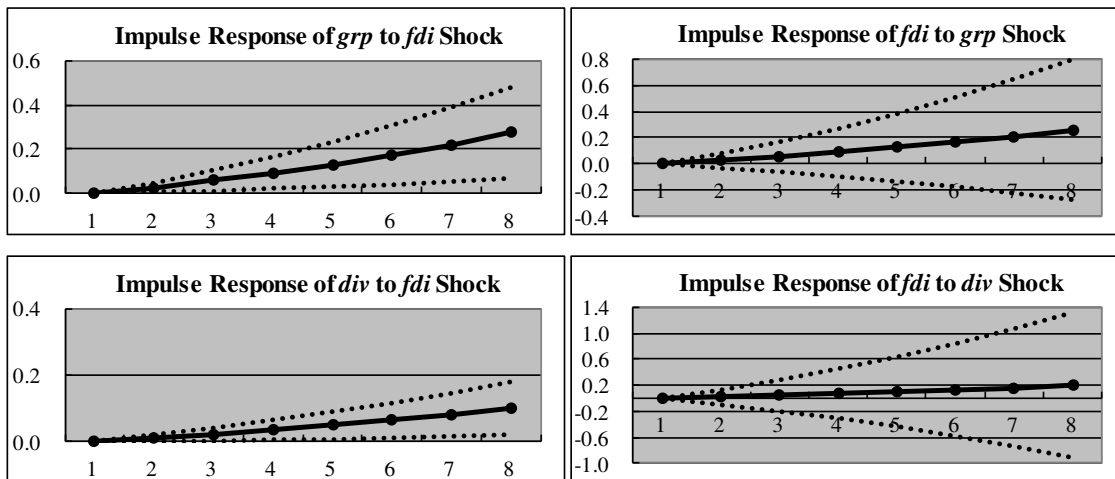 Impulse Response of grp to fdi Shock
0.6
0.4
0.2
0.0
1 2 3 4 5 6 7 8
Impulse Response of fdi to grp Shock
0.8
0.6
0.4
0.2
0.0
-0.2
-0.4
1 2 3 4 5 6 7 8
Impulse Response of div to fdi Shock
0.4
0.2
0.0
1 2 3 4 5 6 7 8
Impulse Response of fdi to div Shock
1.4
1.0
0.6
0.2
-0.2
-0.6
-1.0
1 2 3 4 5 6 7 8